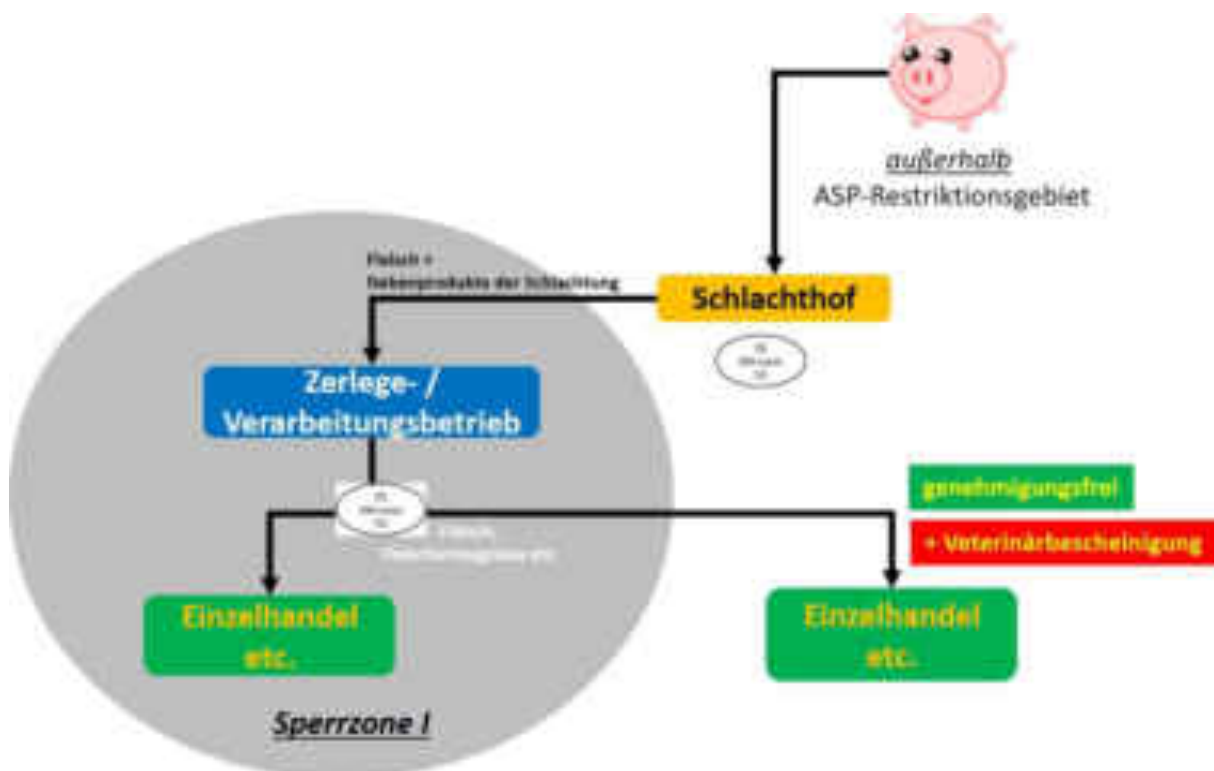 außerhalb
ASP-Restriktionsgebiet
Fleisch +
Nebenprodukte der Schlachtung
Schlachthof
Zerlege- /
Verarbeitungsbetrieb
genehmigungsfrei
+ Veterinärbescheinigung
Einzelhandel
etc.
Einzelhandel
etc.
Sperrzone I